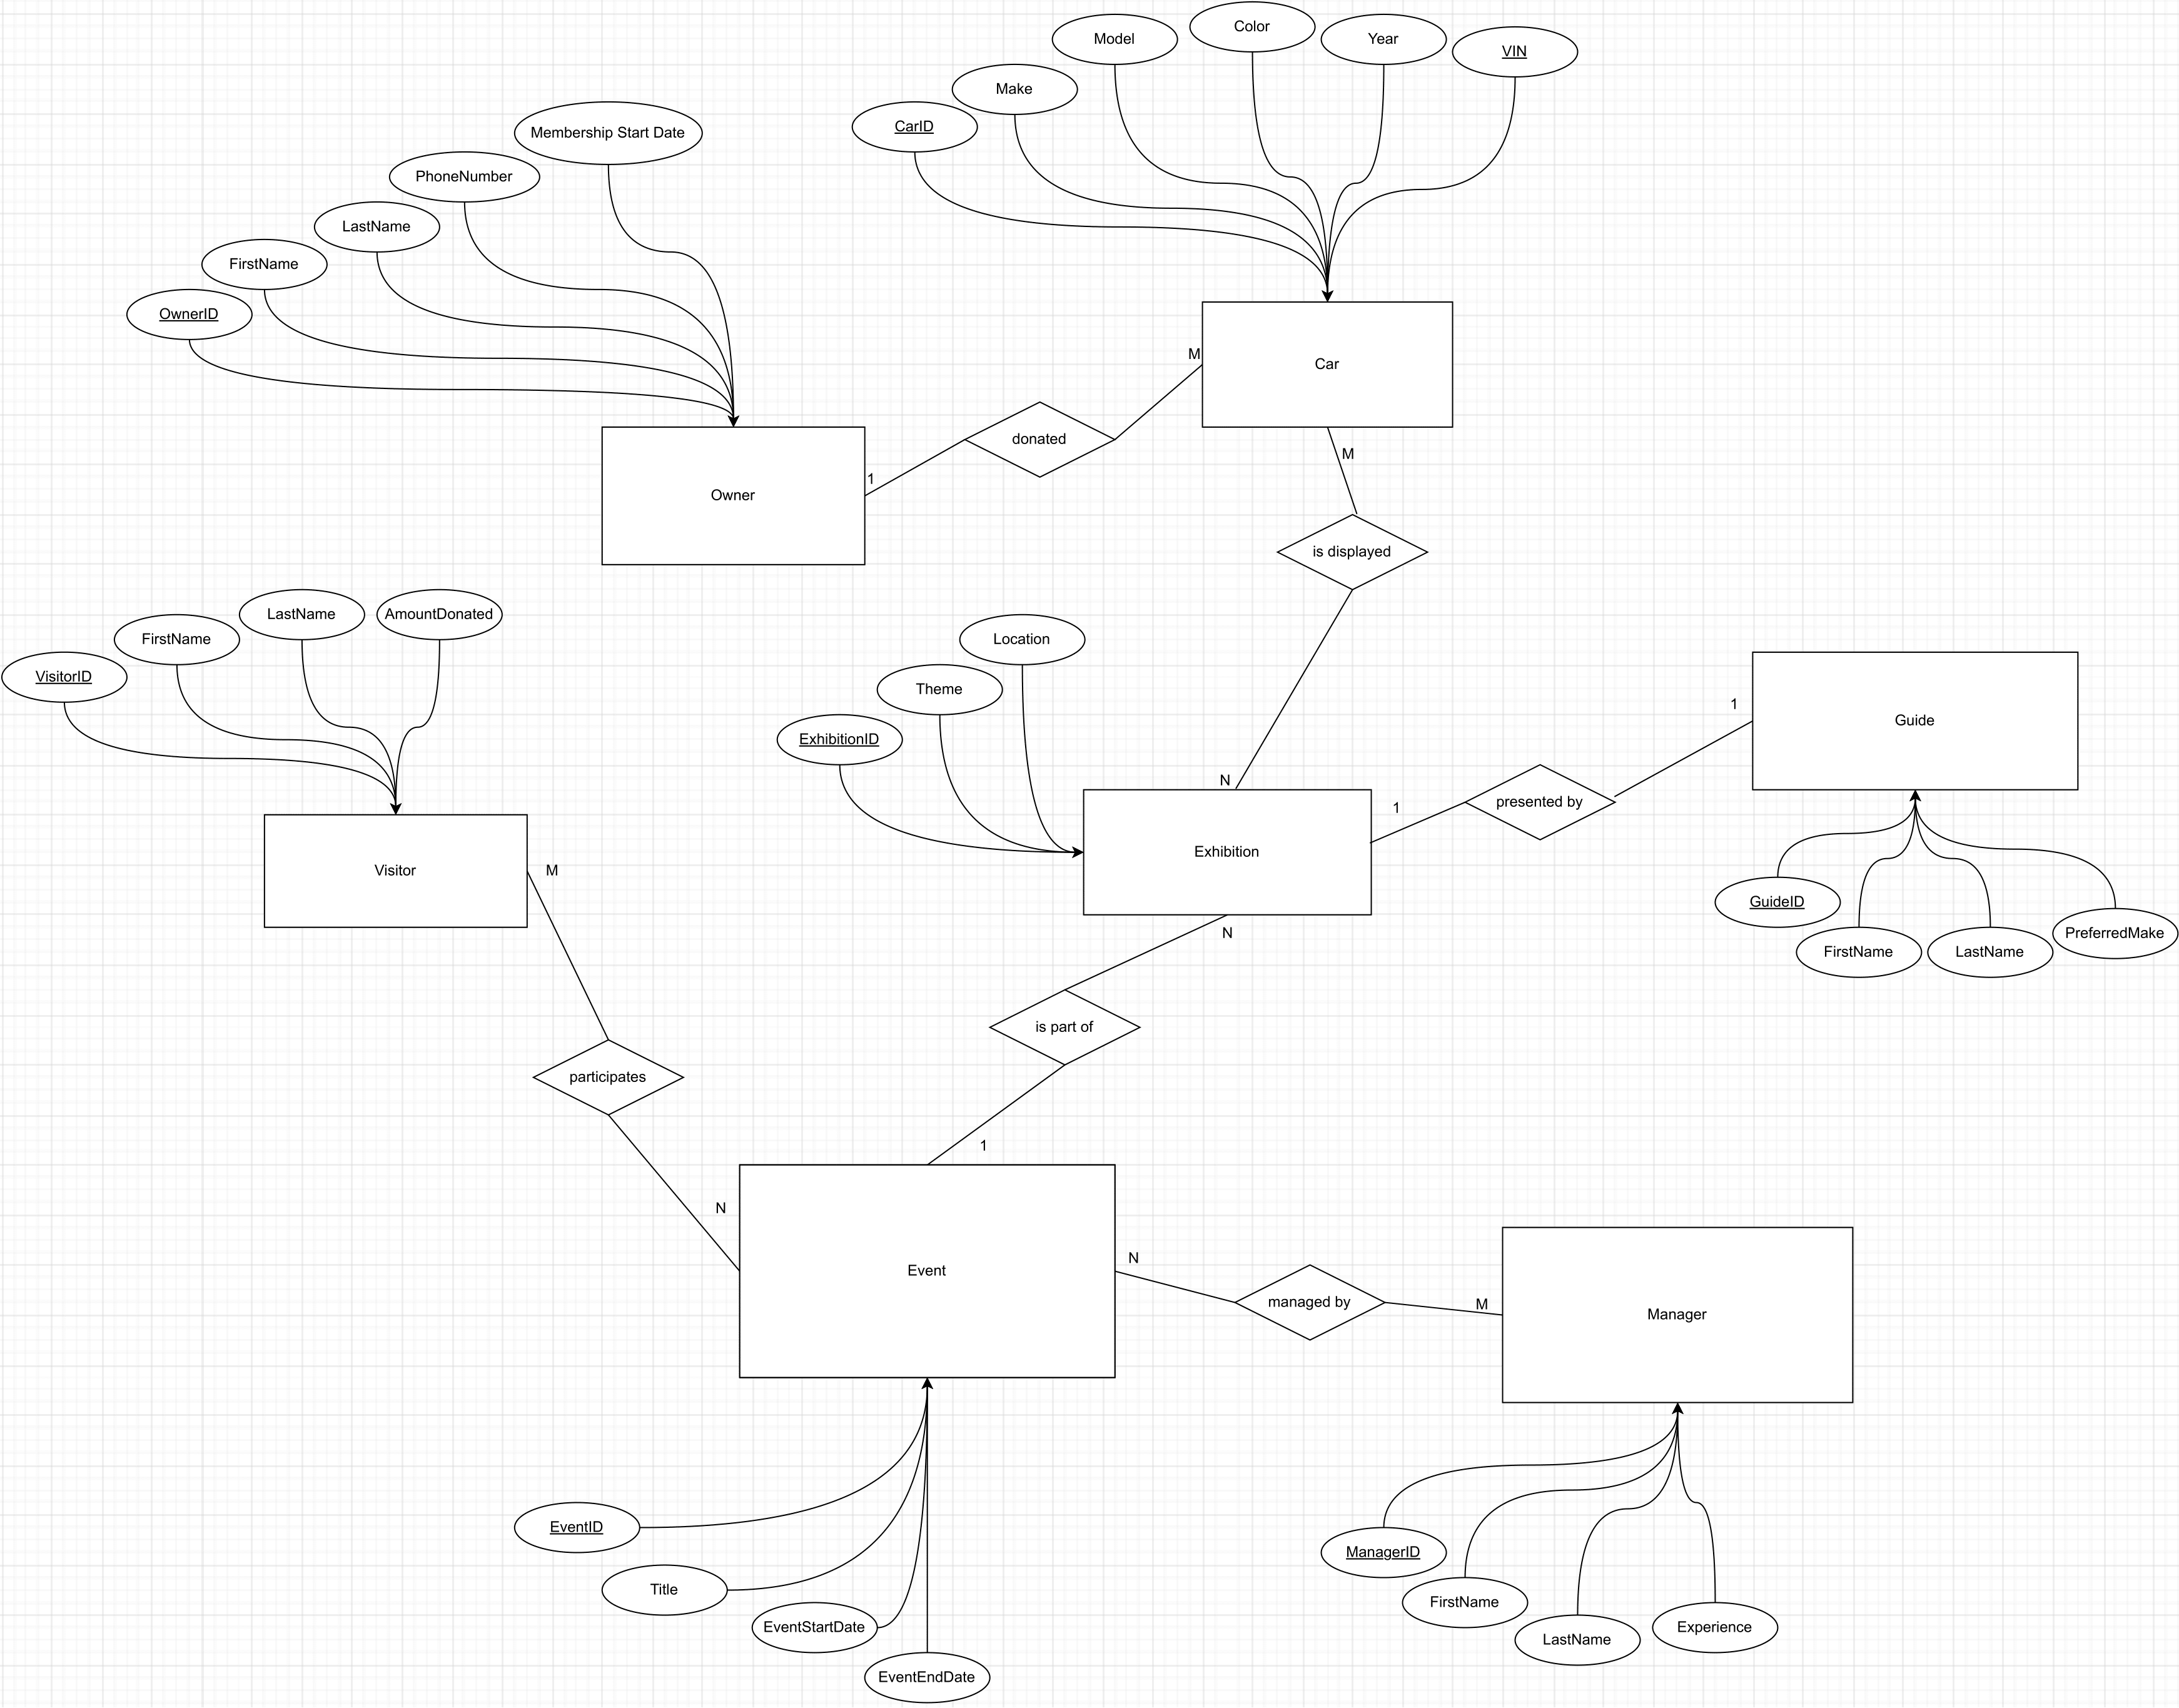 Color
Model
Year
VIN
Make
CarID
Membership Start Date
PhoneNumber
LastName
FirstName
OwnerID
M
Car
donated
M
1
Owner
is displayed
LastName
AmountDonated
FirstName
VisitorID
Location
Theme
ExhibitionID
1
Guide
N
presented by
1
Exhibition
Visitor
M
GuideID
FirstName
LastName
PreferredMake
N
is part of
participates
1
N
Event
N
managed by
M
Manager
EventID
Title
EventStartDate
EventEndDate
ManagerID
FirstName
LastName
Experience